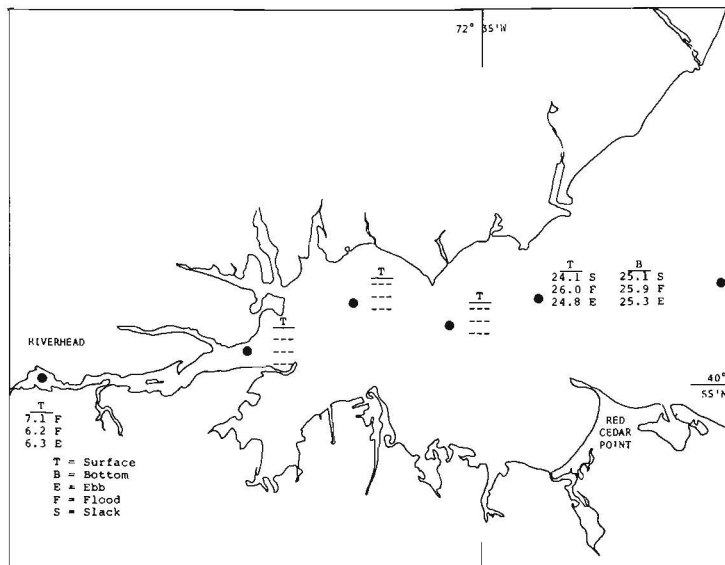 72° 35'W
T B
24.1 S 25.1 S
26.0 F 25.9 F
24.8 E 25.3 E
T
----
----
----
T
----
----
----
T
----
----
----
RIVERHEAD
40°
55'N
T
7.1 F
6.2 F
6.3 E
RED
CEDAR
POINT
T = Surface
B = Bottom
E = Ebb
F = Flood
S = Slack